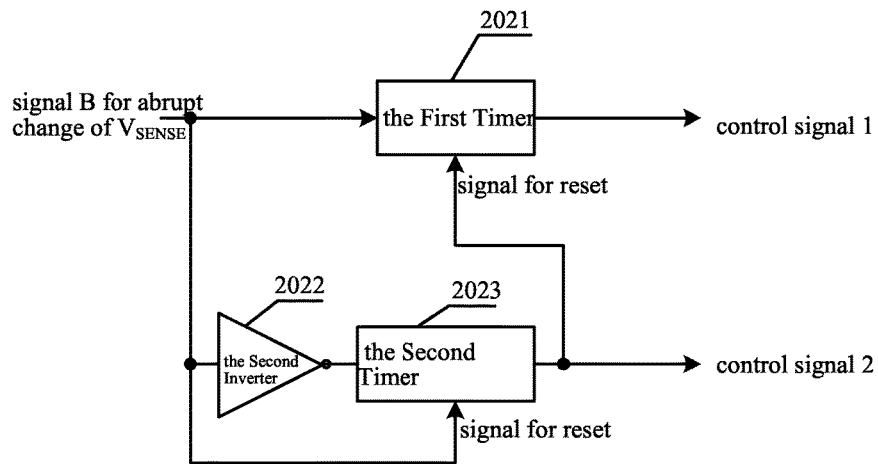 2021
signal B for abrupt
change of VSENSE
the First Timer
control signal 1
signal for reset
2022
2023
the Second
Inverter
the Second
Timer
control signal 2
signal for reset